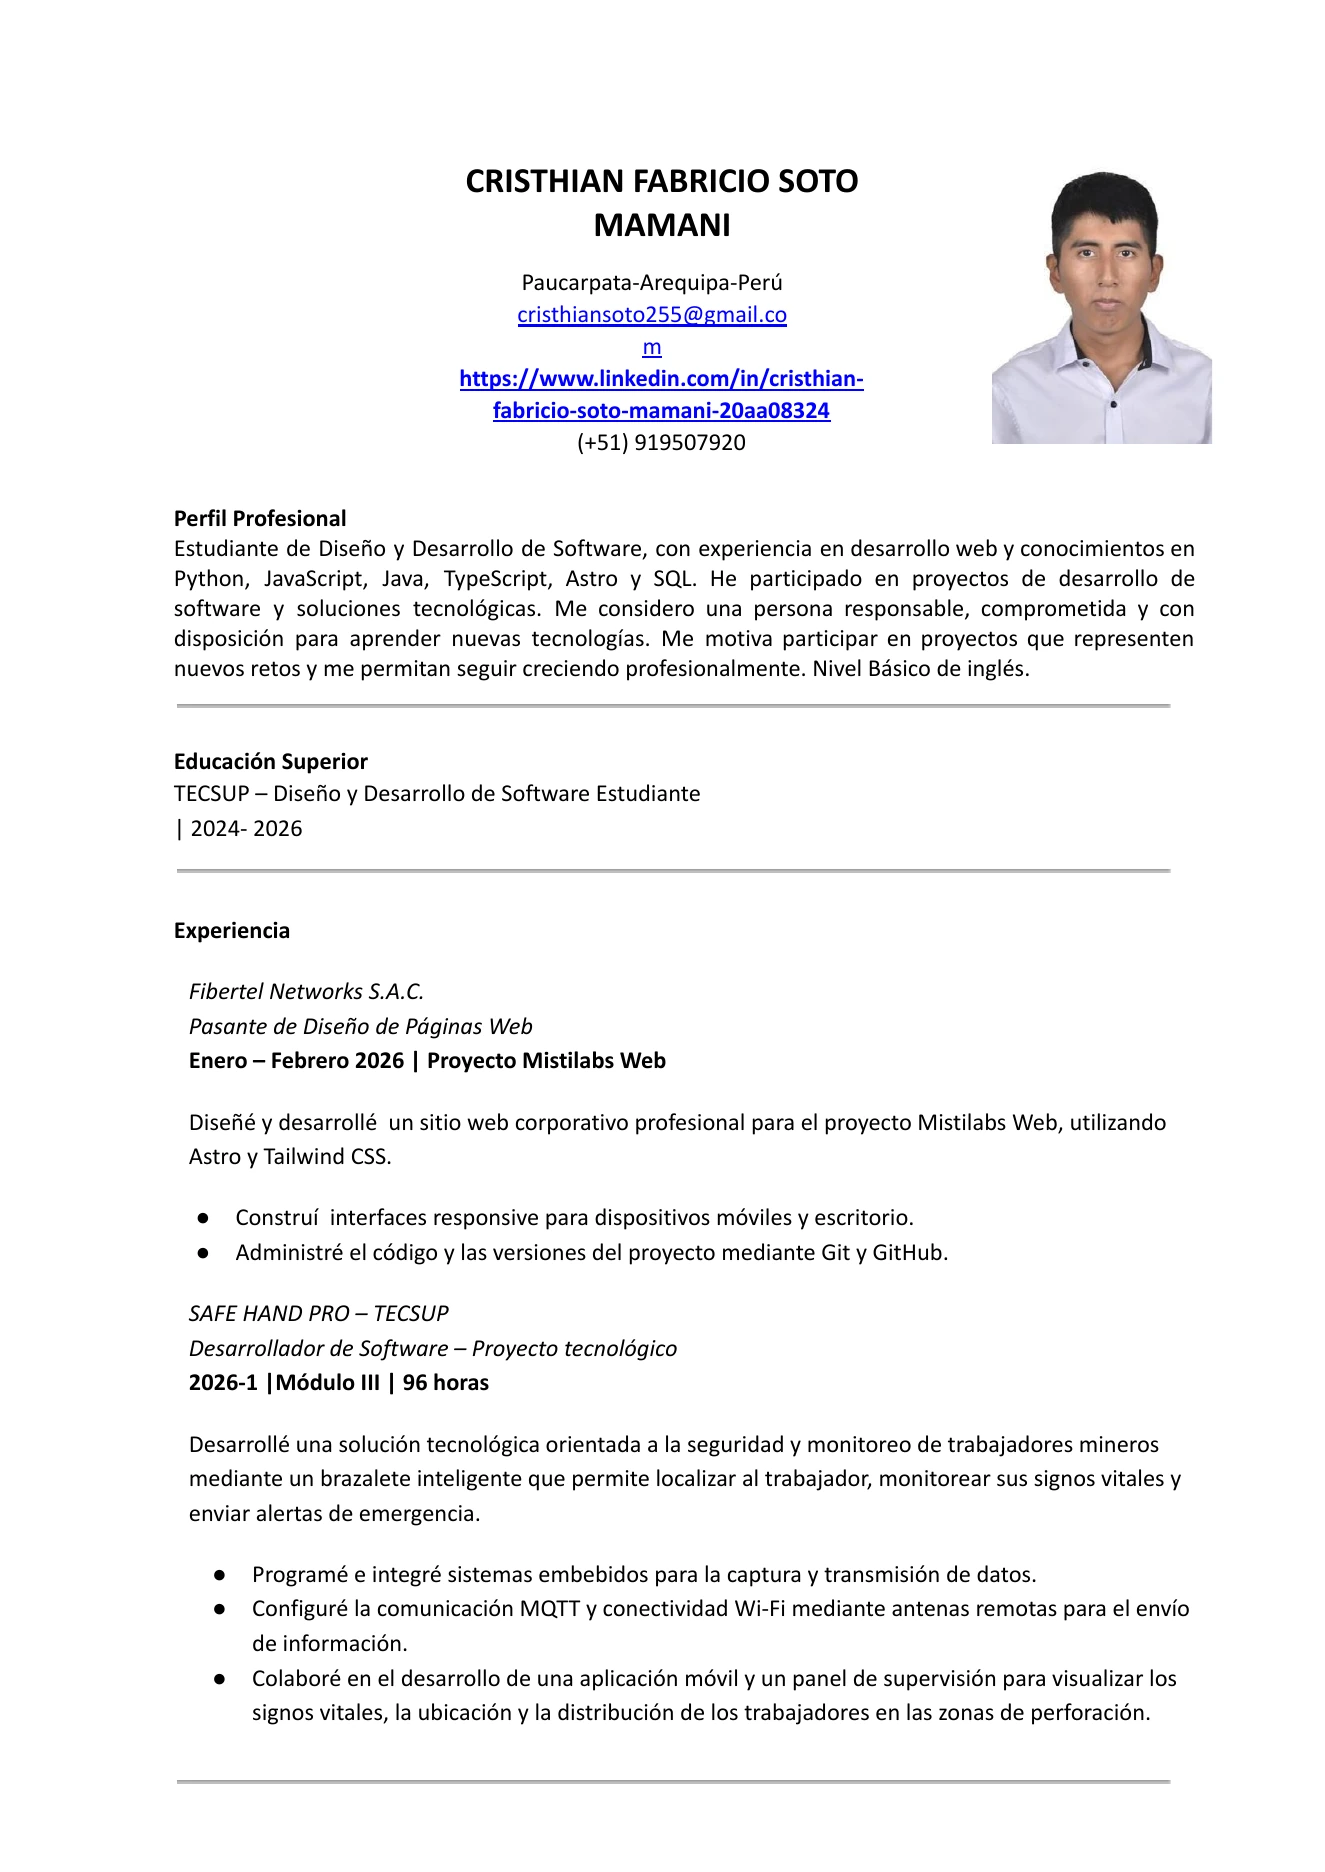 CRISTHIAN FABRICIO SOTO
MAMANI
Paucarpata-Arequipa-Perú
cristhiansoto255@gmail.co
m
https://www.linkedin.com/in/cristhian-
fabricio-soto-mamani-20aa08324
(+51) 919507920
Perfil Profesional
Estudiante de Diseño y Desarrollo de Software, con experiencia en desarrollo web y conocimientos en
Python, JavaScript, Java, TypeScript, Astro y SQL. He participado en proyectos de desarrollo de
software y soluciones tecnológicas. Me considero una persona responsable, comprometida y con
disposición para aprender nuevas tecnologías. Me motiva participar en proyectos que representen
nuevos retos y me permitan seguir creciendo profesionalmente. Nivel Básico de inglés.
Educación Superior
TECSUP – Diseño y Desarrollo de Software Estudiante
| 2024- 2026
Experiencia
Fibertel Networks S.A.C.
Pasante de Diseño de Páginas Web
Enero – Febrero 2026 | Proyecto Mistilabs Web
Diseñé y desarrollé  un sitio web corporativo profesional para el proyecto Mistilabs Web, utilizando
Astro y Tailwind CSS.
● Construí  interfaces responsive para dispositivos móviles y escritorio.
● Administré el código y las versiones del proyecto mediante Git y GitHub.
SAFE HAND PRO – TECSUP
Desarrollador de Software – Proyecto tecnológico
2026-1 |Módulo III | 96 horas
Desarrollé una solución tecnológica orientada a la seguridad y monitoreo de trabajadores mineros
mediante un brazalete inteligente que permite localizar al trabajador, monitorear sus signos vitales y
enviar alertas de emergencia.
● Programé e integré sistemas embebidos para la captura y transmisión de datos.
● Configuré la comunicación MQTT y conectividad Wi-Fi mediante antenas remotas para el envío
de información.
● Colaboré en el desarrollo de una aplicación móvil y un panel de supervisión para visualizar los
signos vitales, la ubicación y la distribución de los trabajadores en las zonas de perforación.